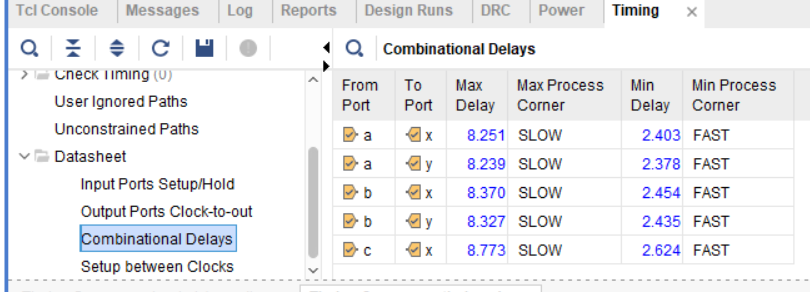 Tcl Console Messages Log Reports Design Runs DRC Power Timing ×
Combinational Delays
Check Timing (0)
User Ignored Paths
Unconstrained Paths
Datasheet
Input Ports Setup/Hold
Output Ports Clock-to-out
Combinational Delays
Setup between Clocks
From Port To Port Max Delay Max Process Corner Min Delay Min Process Corner
a x 8.251 SLOW 2.403 FAST
a y 8.239 SLOW 2.378 FAST
b x 8.370 SLOW 2.454 FAST
b y 8.327 SLOW 2.435 FAST
c x 8.773 SLOW 2.624 FAST